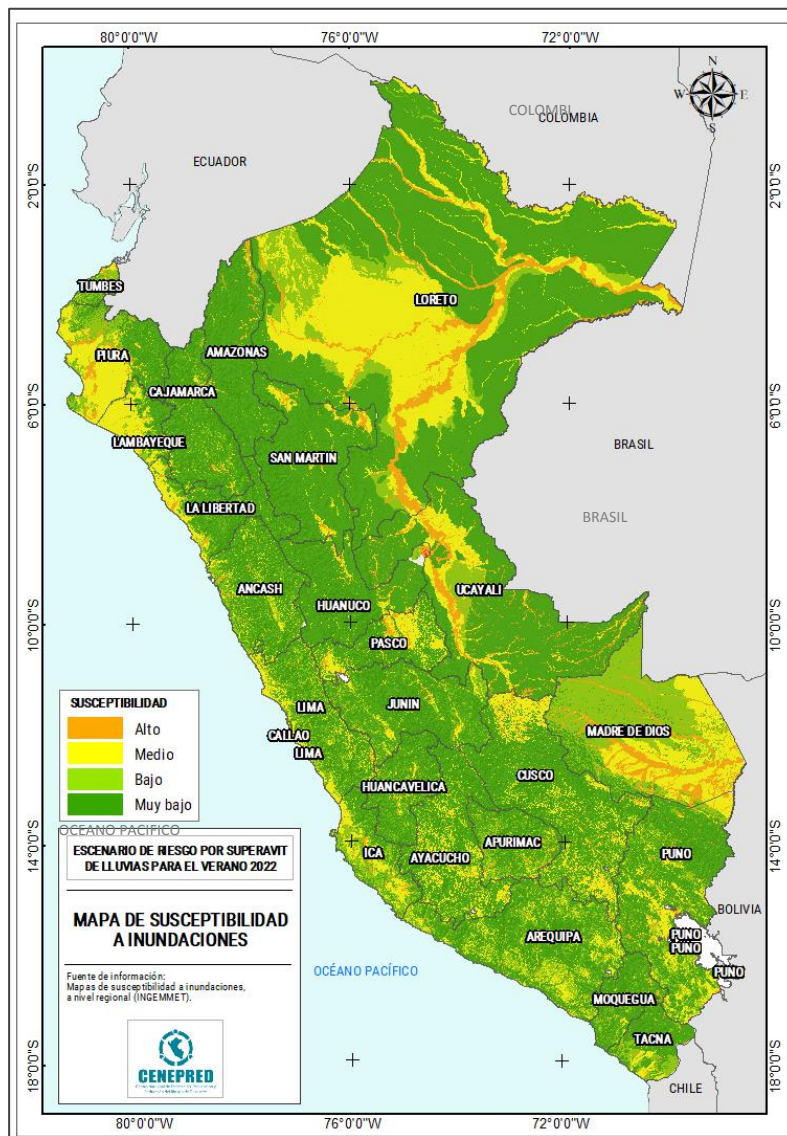 80°0'0"W 76°0'0"W 72°0'0"W
N
W E
S
COLOMBI
COLOMBIA
ECUADOR
2°0'0"S 2°0'0"S
TUMBES
LORETO
PIURA
AMAZONAS
CAJAMARCA
6°0'0"S 6°0'0"S
LAMBAYEQUE
BRASIL
SAN MARTIN
LA LIBERTAD
BRASIL
ANCASH
UCAYALI
HUANUCO
10°0'0"S 10°0'0"S
PASCO
SUSCEPTIBILIDAD
Alto
Medio
Bajo
Muy bajo
LIMA
JUNIN
CALLAO
MADRE DE DIOS
LIMA
CUSCO
HUANCAVELICA
OCEANO PACIFICO
14°0'0"S 14°0'0"S
APURIMAC
ICA
AYACUCHO
PUNO
ESCENARIO DE RIESGO POR SUPERAVIT
DE LLUVIAS PARA EL VERANO 2022
MAPA DE SUSCEPTIBILIDAD
A INUNDACIONES
BOLIVIA
AREQUIPA
PUNO
PUNO
PUNO
OCÉANO PACÍFICO
Fuente de información:
Mapas de susceptibilidad a inundaciones,
a nivel regional (INGEMMET).
MOQUEGUA
TACNA
CENEPRED
18°0'0"S 18°0'0"S
CHILE
80°0'0"W 76°0'0"W 72°0'0"W